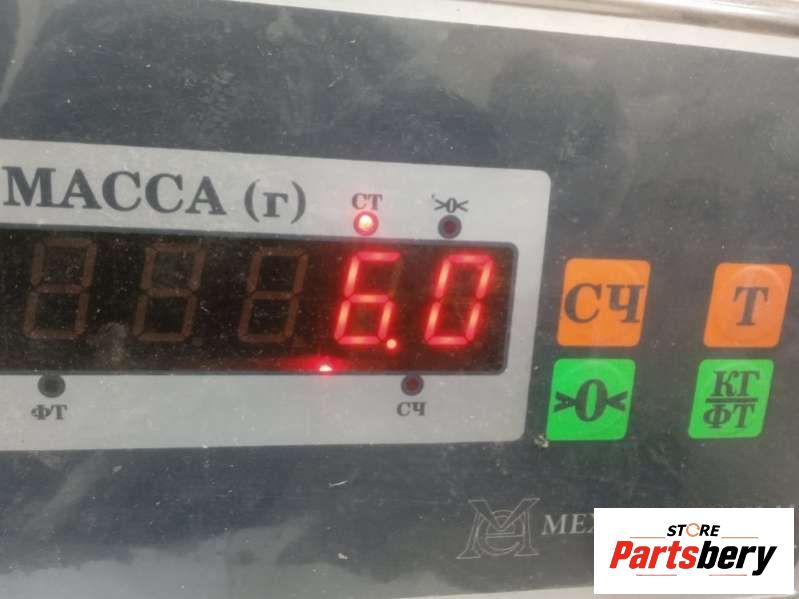 МАССА (г)
СТ >0<
6.0
ФТ СЧ
СЧ Т
>0< КГ
ФТ
STORE
Partsbery